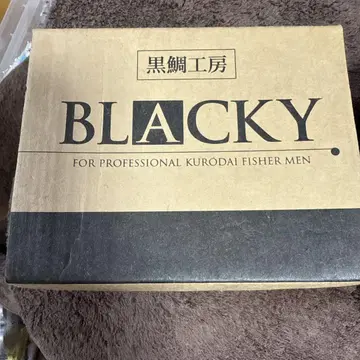 黒鯛工房
BLACKY
FOR PROFESSIONAL KURODAI FISHER MEN